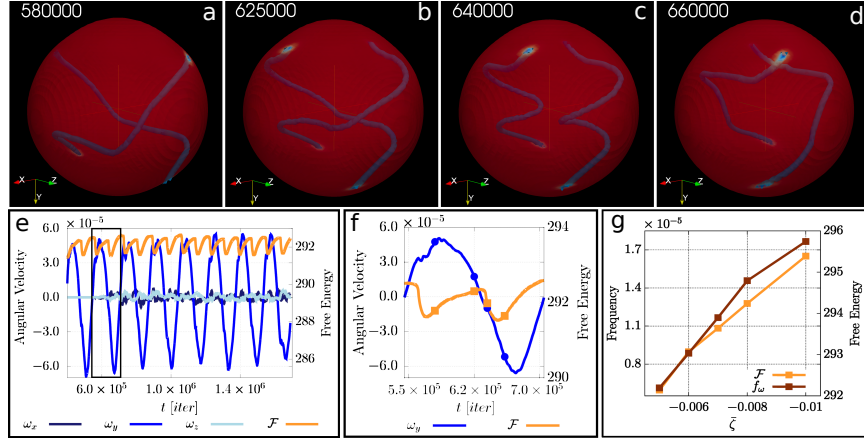 580000 a
625000 b
640000 c
660000 d
X Z Y
X Z Y
X Z Y
X Z Y
e
× 10⁻⁵
6.0
3.0
0.0
−3.0
−6.0
Angular Velocity
292
290
288
286
Free Energy
6.0 × 10⁵ 1.0 × 10⁶ 1.4 × 10⁶
t [iter]
ωₓ ω_y ω_z ℱ
f
× 10⁻⁵
6.0
3.0
0.0
−3.0
−6.0
Angular Velocity
294
292
290
Free Energy
5.5 × 10⁵ 6.2 × 10⁵ 7.0 × 10⁵
t [iter]
ω_y ℱ
g
× 10⁻⁵
1.7
1.4
1.1
0.8
Frequency
296
295
294
293
292
Free Energy
ℱ
f_ω
−0.006 −0.008 −0.01
ζ̄